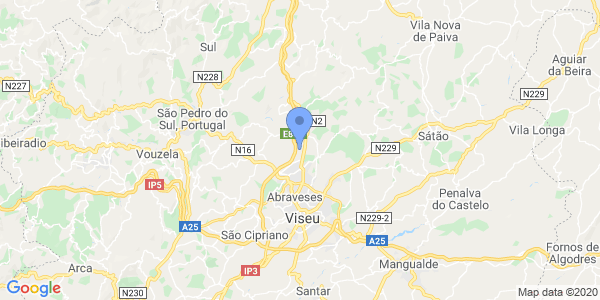 Vila Nova
de Paiva
Sul
Aguiar
da Beira
N227
N228
N229
São Pedro do
Sul, Portugal
N2
Vila Longa
Sátão
Vouzela
N16
N229
IP5
Penalva
do Castelo
Abraveses
Viseu
N229-2
A25
São Cipriano
A25
Fornos de
Algodres
Mangualde
Arca
IP3
Santar
N230
Google
Map data ©2020